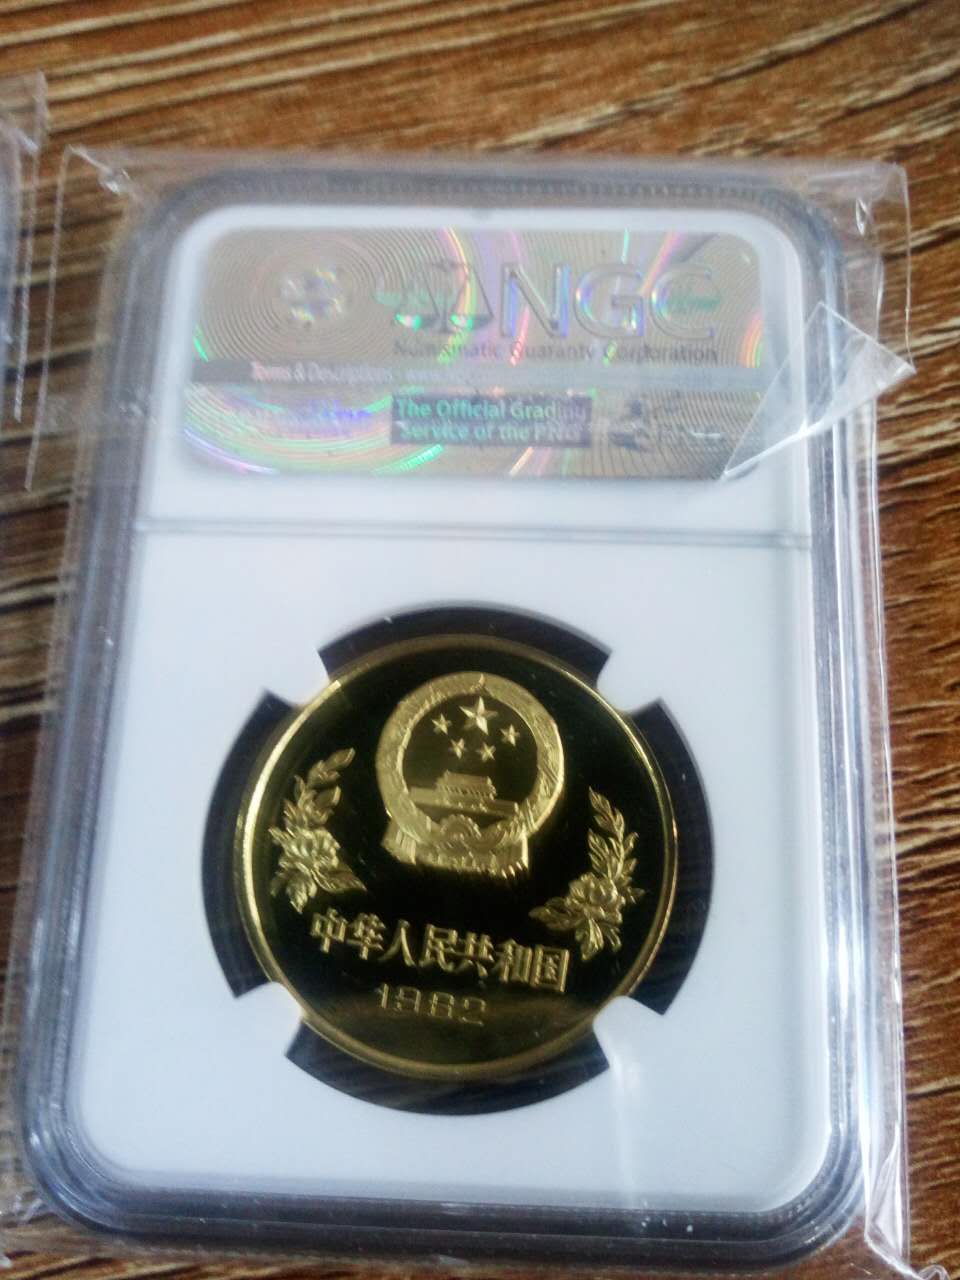 NGC
Numismatic Guaranty Corporation
Terms & Descriptions
The Official Grading
Service of the PNG
中华人民共和国
1982